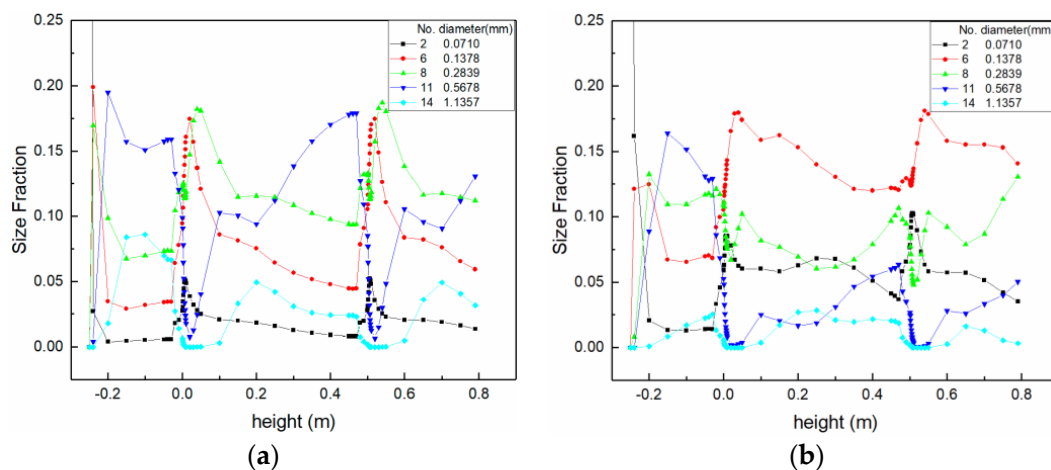 No. diameter(mm)
2 0.0710
6 0.1378
8 0.2839
11 0.5678
14 1.1357
0.25
0.20
0.15
0.10
0.05
0.00
Size Fraction
-0.2 0.0 0.2 0.4 0.6 0.8
height (m)
(a)
No. diameter(mm
2 0.0710
6 0.1378
8 0.2839
11 0.5678
14 1.1357
0.25
0.20
0.15
0.10
0.05
0.00
Size Fraction
-0.2 0.0 0.2 0.4 0.6 0.8
height (m)
(b)